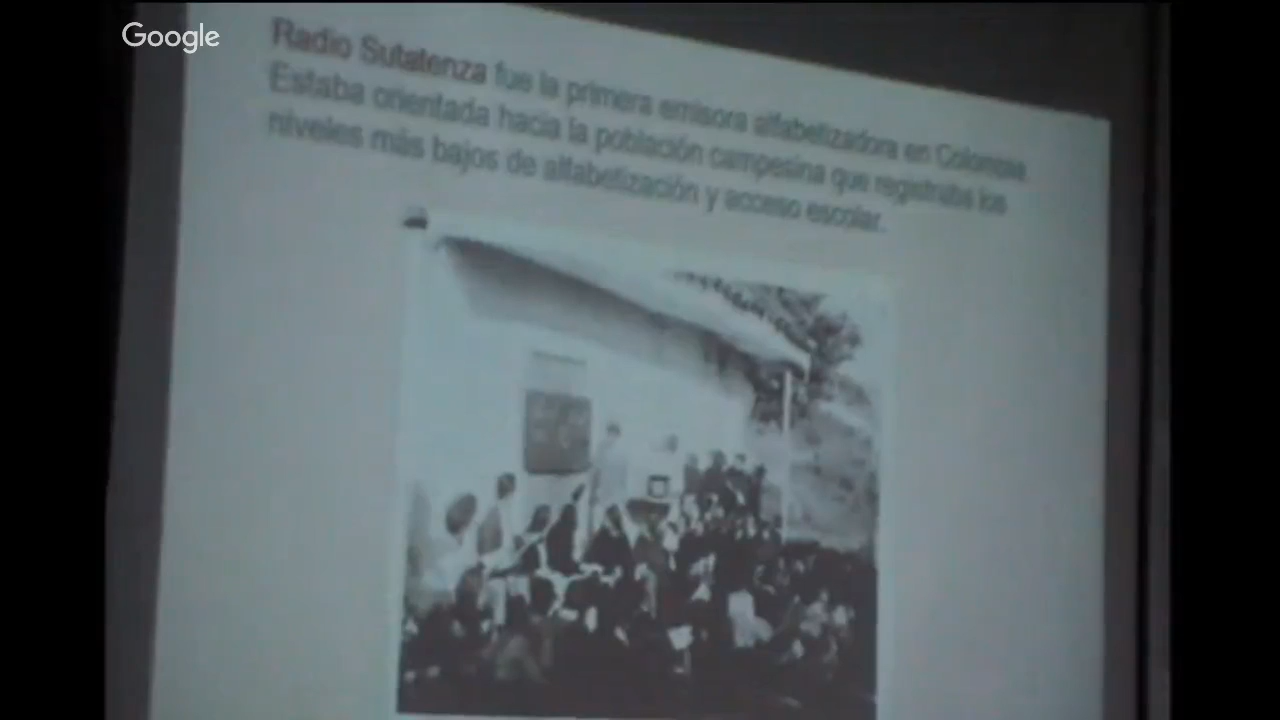 Google
Radio Sutatenza fue la primera emisora alfabetizadora en Colombia
Estaba orientada hacia la población campesina que registraba los
niveles más bajos de alfabetización y acceso escolar.